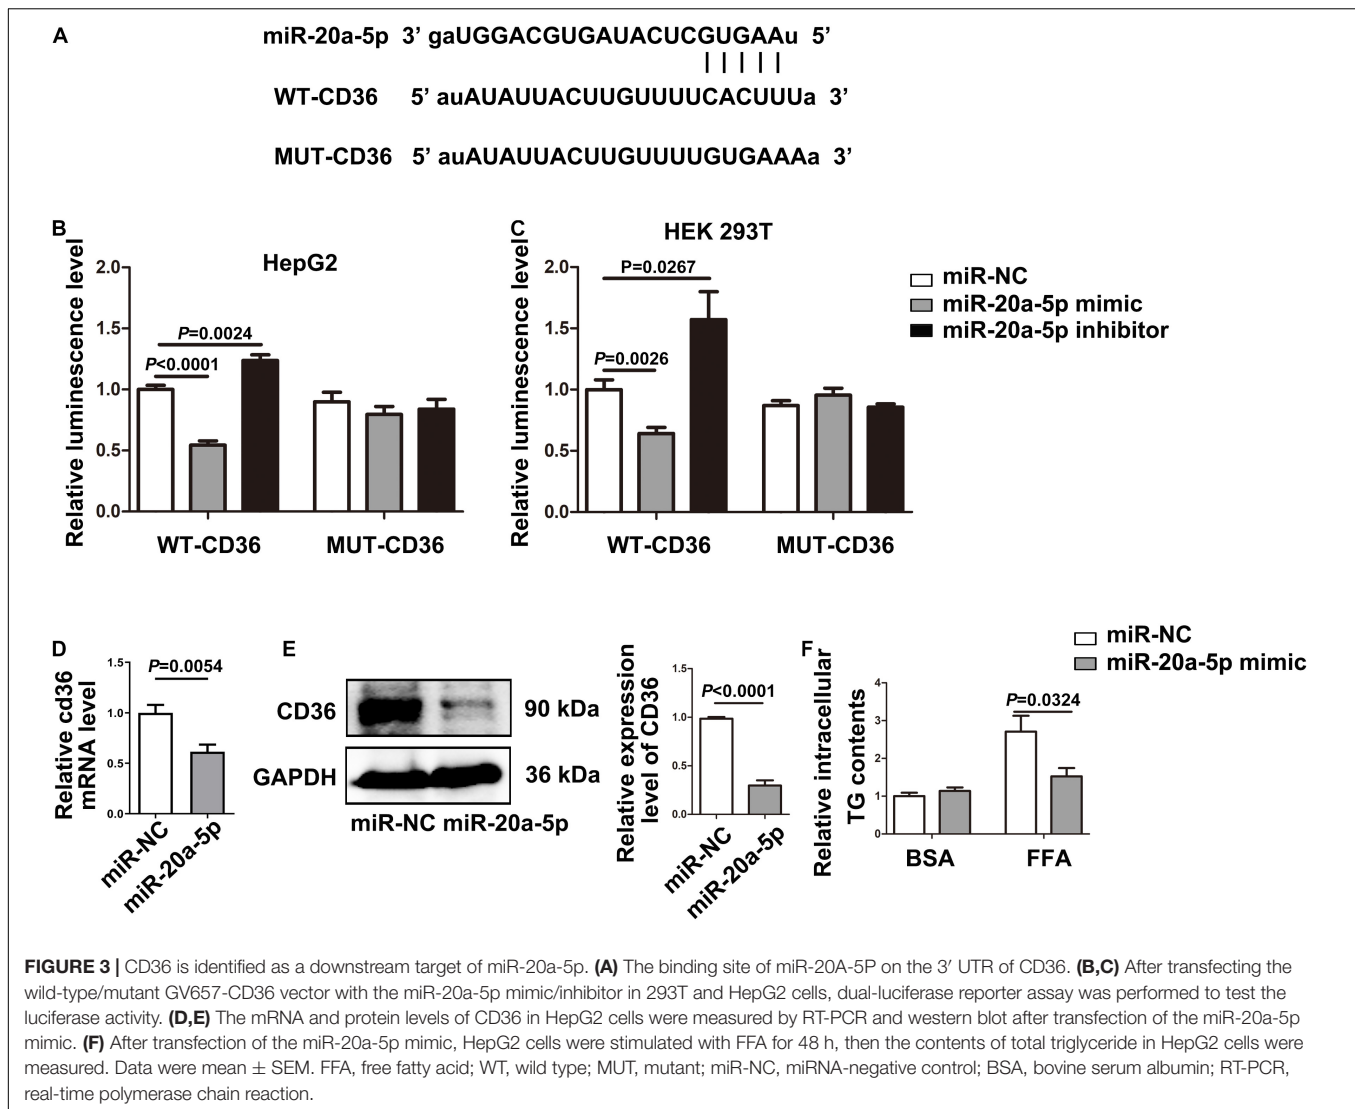 A
miR-20a-5p 3’ gaUGGACGUGAUACUCGUGAAu 5’
WT-CD36 5’ auAUAUUACUUGUUUUCACUUUa 3’
MUT-CD36 5’ auAUAUUACUUGUUUUGUGAAAa 3’
B
HepG2
Relative luminescence level
2.0
1.5
1.0
0.5
0.0
P=0.0024
P<0.0001
WT-CD36 MUT-CD36
C
HEK 293T
Relative luminescence level
2.0
1.5
1.0
0.5
0.0
P=0.0267
P=0.0026
WT-CD36 MUT-CD36
miR-NC
miR-20a-5p mimic
miR-20a-5p inhibitor
D
Relative cd36
mRNA level
1.5
1.0
0.5
0.0
P=0.0054
miR-NC
miR-20a-5p
E
CD36 90 kDa
GAPDH 36 kDa
miR-NC miR-20a-5p
Relative expression
level of CD36
1.5
1.0
0.5
0.0
P<0.0001
miR-NC
miR-20a-5p
F
miR-NC
miR-20a-5p mimic
Relative intracellular
TG contents
4
3
2
1
0
P=0.0324
BSA FFA
FIGURE 3 | CD36 is identified as a downstream target of miR-20a-5p. (A) The binding site of miR-20A-5P on the 3′ UTR of CD36. (B,C) After transfecting the
wild-type/mutant GV657-CD36 vector with the miR-20a-5p mimic/inhibitor in 293T and HepG2 cells, dual-luciferase reporter assay was performed to test the
luciferase activity. (D,E) The mRNA and protein levels of CD36 in HepG2 cells were measured by RT-PCR and western blot after transfection of the miR-20a-5p
mimic. (F) After transfection of the miR-20a-5p mimic, HepG2 cells were stimulated with FFA for 48 h, then the contents of total triglyceride in HepG2 cells were
measured. Data were mean ± SEM. FFA, free fatty acid; WT, wild type; MUT, mutant; miR-NC, miRNA-negative control; BSA, bovine serum albumin; RT-PCR,
real-time polymerase chain reaction.